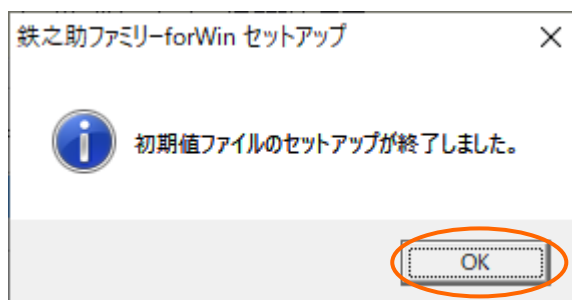 鉄之助ファミリーforWin セットアップ
初期値ファイルのセットアップが終了しました。
OK